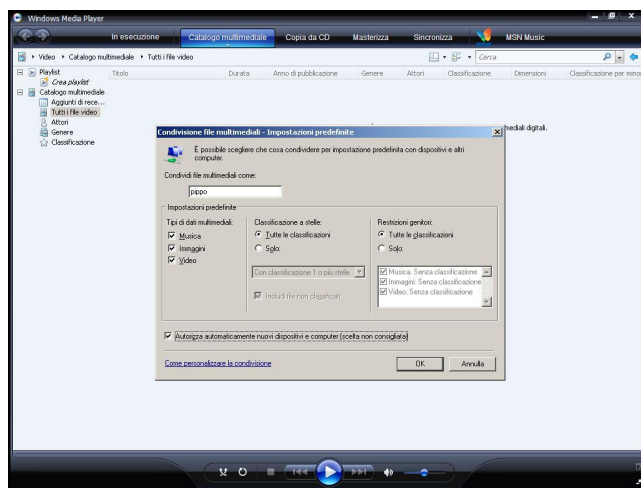 Windows Media Player
In esecuzione Catalogo multimediale Copia da CD Masterizza Sincronizza MSN Music
Video Catalogo multimediale Tutti i file video Cerca
Playlist Titolo Durata Anno di pubblicazione Genere Attori Classificazione Dimensioni Classificazione per minor
Crea playlist
Catalogo multimediale
Aggiunti di rece...
Tutti i file video
Attori
Genere
Classificazione
mediali digitali.
Condivisione file multimediali - Impostazioni predefinite
È possibile scegliere che cosa condividere per impostazione predefinita con dispositivi e altri
computer.
Condividi file multimediali come:
pippo
Impostazioni predefinite
Tipi di dati multimediali: Classificazione a stelle: Restrizioni genitori:
Musica Tutte le classificazioni Tutte le classificazioni
Immagini Solo: Solo:
Video
Con classificazione 1 o più stelle Musica: Senza classificazione
Immagini: Senza classificazione
Includi file non classificati Video: Senza classificazione
Autorizza automaticamente nuovi dispositivi e computer (scelta non consigliata)
Come personalizzare la condivisione OK Annulla